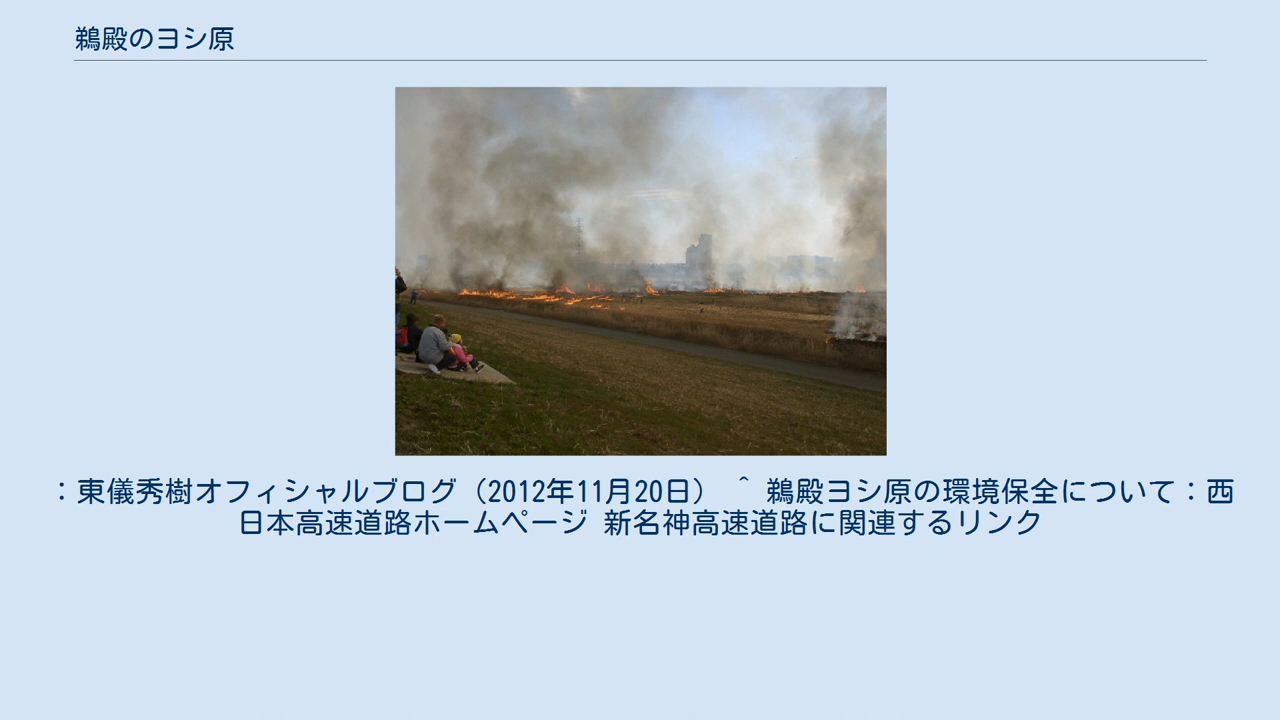 鵜殿のヨシ原
：東儀秀樹オフィシャルブログ（2012年11月20日） ^ 鵜殿ヨシ原の環境保全について：西
日本高速道路ホームページ 新名神高速道路に関連するリンク